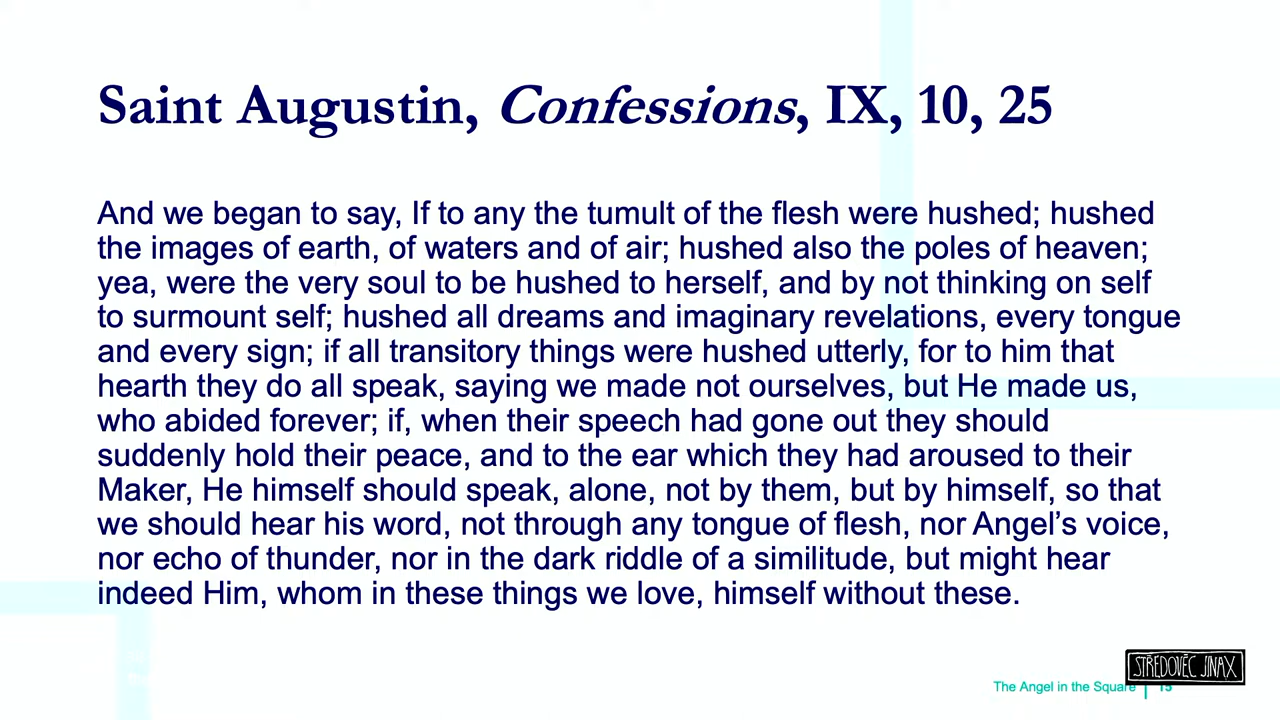 Saint Augustin, Confessions, IX, 10, 25
And we began to say, If to any the tumult of the flesh were hushed; hushed
the images of earth, of waters and of air; hushed also the poles of heaven;
yea, were the very soul to be hushed to herself, and by not thinking on self
to surmount self; hushed all dreams and imaginary revelations, every tongue
and every sign; if all transitory things were hushed utterly, for to him that
hearth they do all speak, saying we made not ourselves, but He made us,
who abided forever; if, when their speech had gone out they should
suddenly hold their peace, and to the ear which they had aroused to their
Maker, He himself should speak, alone, not by them, but by himself, so that
we should hear his word, not through any tongue of flesh, nor Angel’s voice,
nor echo of thunder, nor in the dark riddle of a similitude, but might hear
indeed Him, whom in these things we love, himself without these.
STŘEDOVĚC JINAX
The Angel in the Square | 15